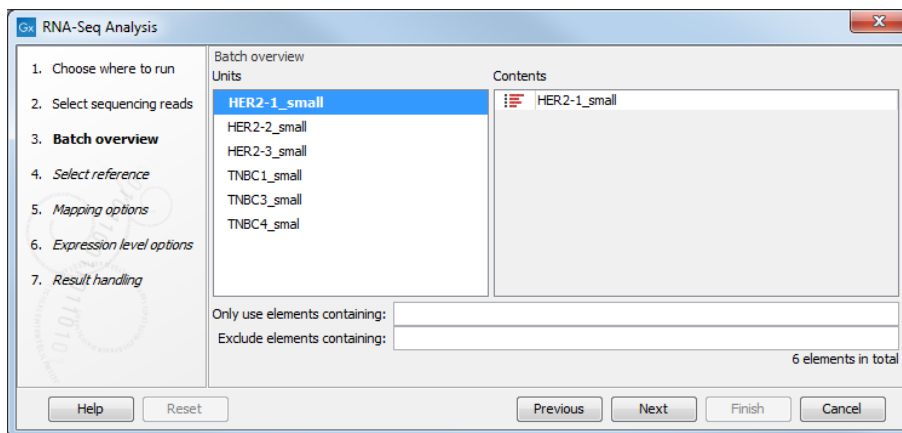 Gx RNA-Seq Analysis
1. Choose where to run
2. Select sequencing reads
3. Batch overview
4. Select reference
5. Mapping options
6. Expression level options
7. Result handling
Batch overview
Units
HER2-1_small
HER2-2_small
HER2-3_small
TNBC1_small
TNBC3_small
TNBC4_smal
Contents
HER2-1_small
Only use elements containing:
Exclude elements containing:
6 elements in total
Help Reset Previous Next Finish Cancel